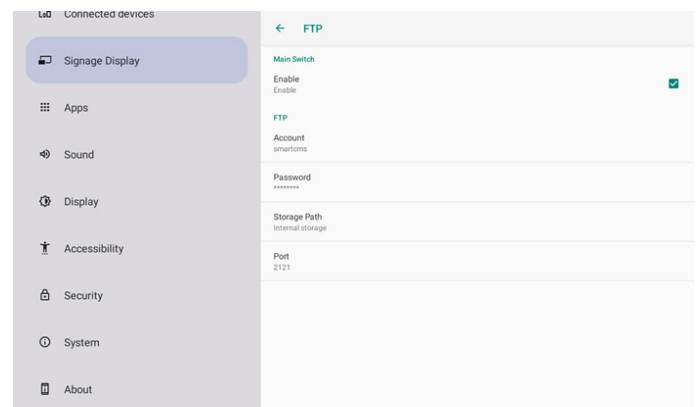 Connected devices
Signage Display
Apps
Sound
Display
Accessibility
Security
System
About
FTP
Main Switch
Enable
Enable
FTP
Account
smartcms
Password
********
Storage Path
Internal storage
Port
2121